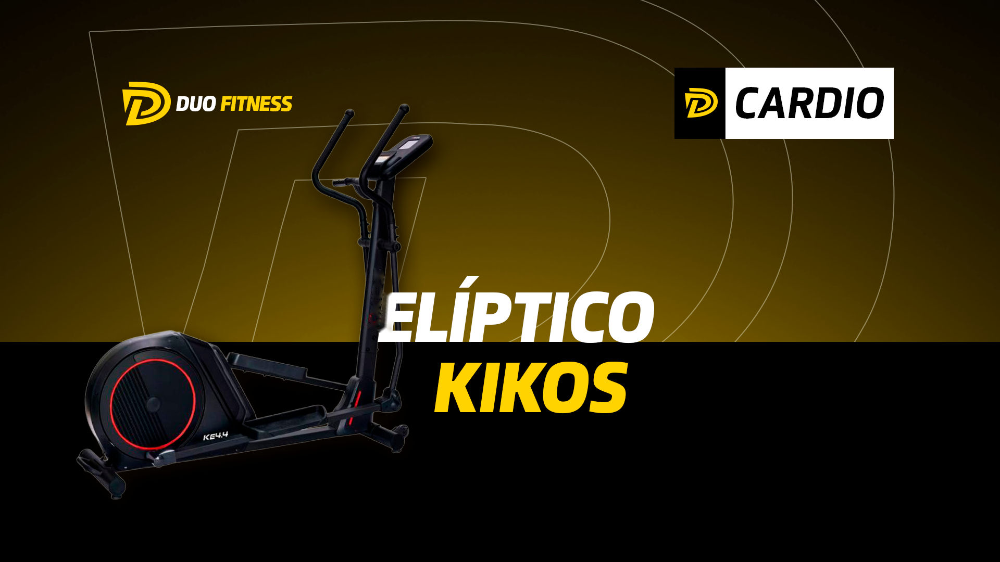 DUO FITNESS
CARDIO
ELÍPTICO
KIKOS
KE4.4